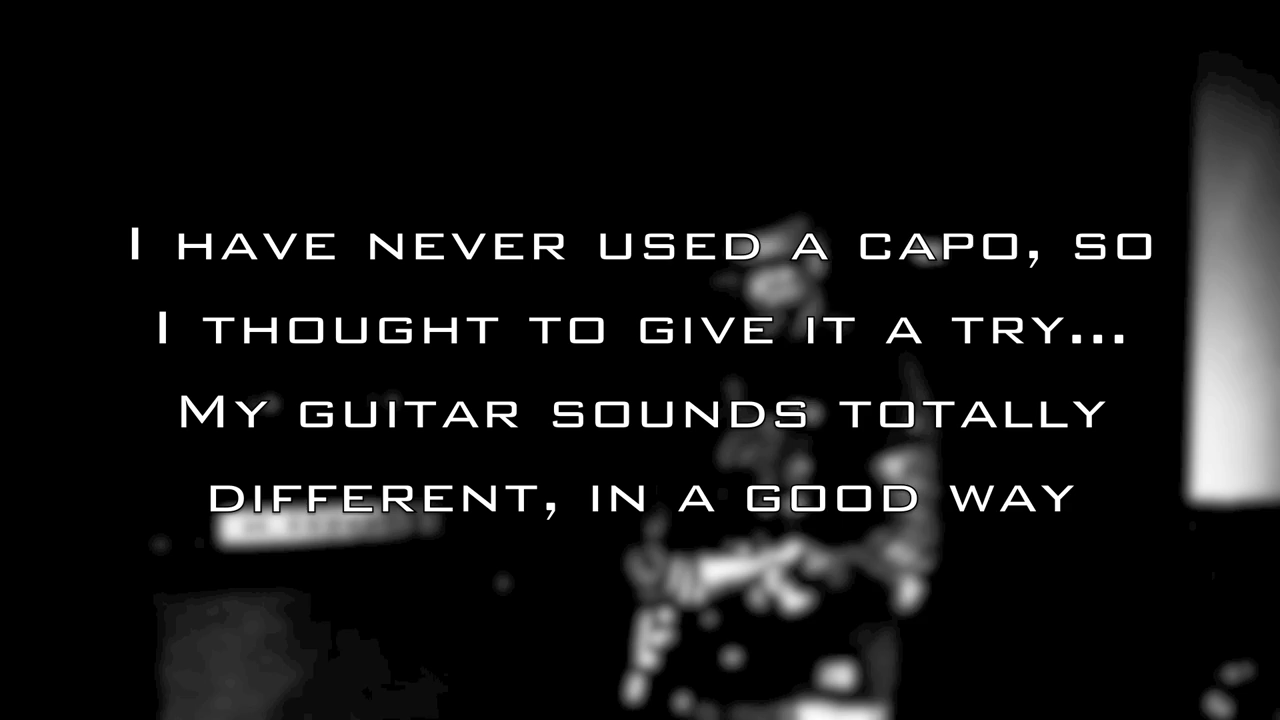 I have never used a capo, so
I thought to give it a try...
My guitar sounds totally
different, in a good way